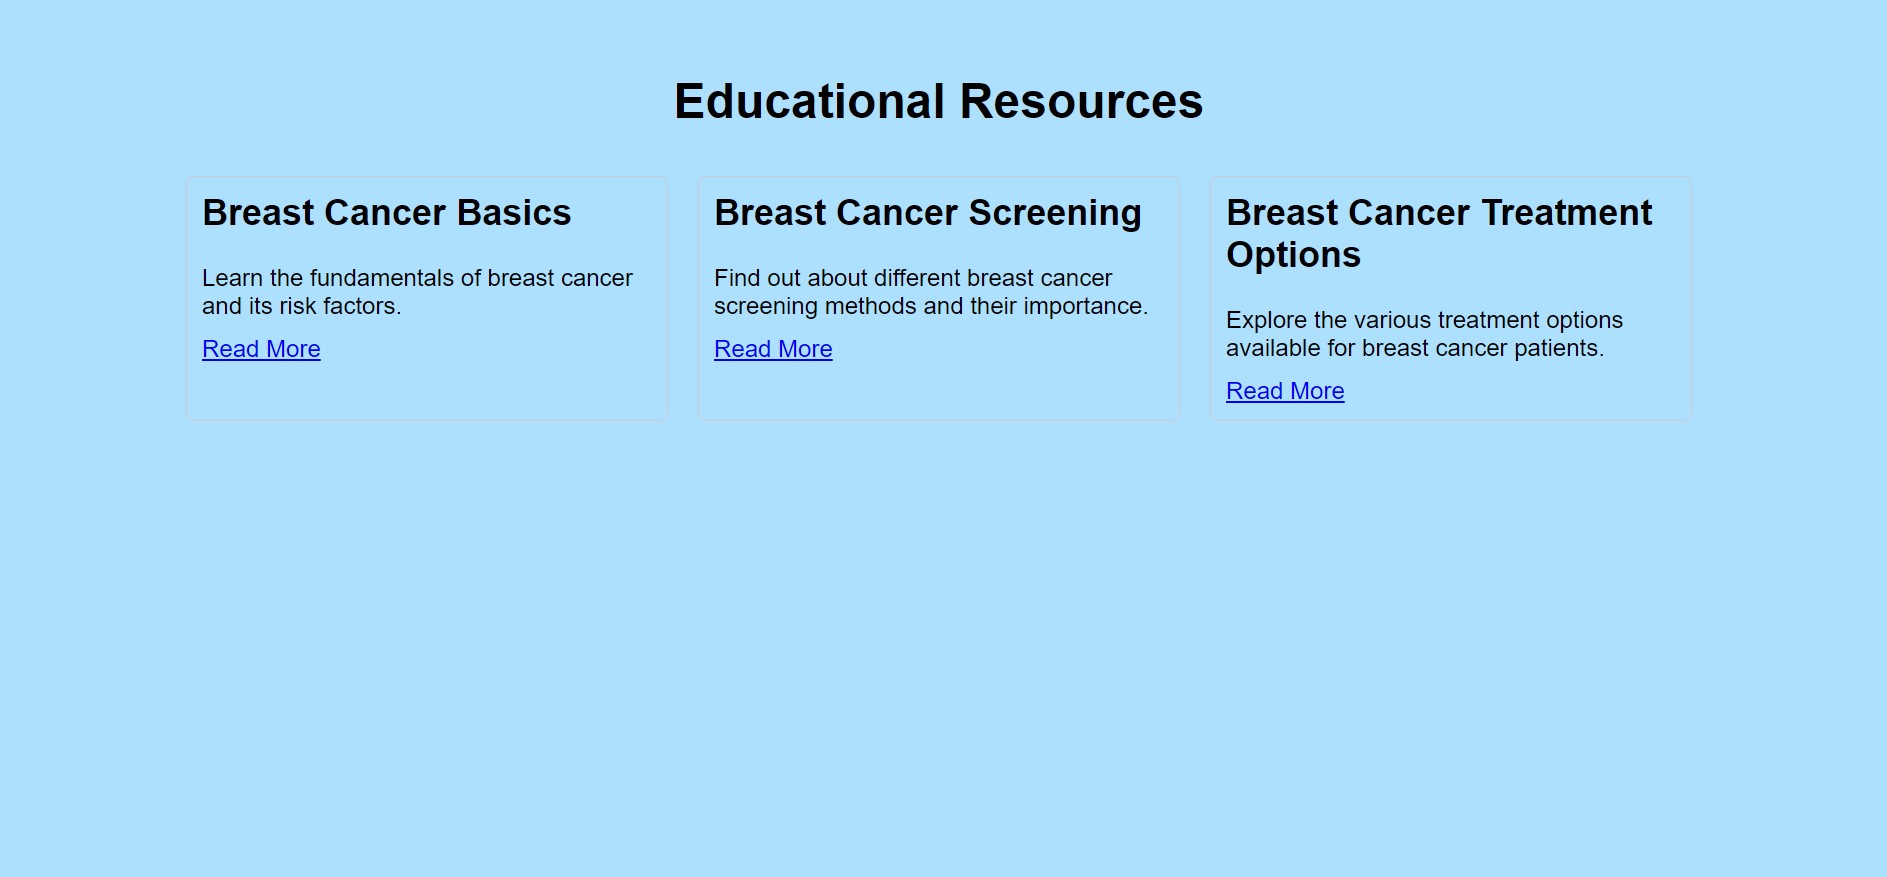 Educational Resources
Breast Cancer Basics
Learn the fundamentals of breast cancer
and its risk factors.
Read More
Breast Cancer Screening
Find out about different breast cancer
screening methods and their importance.
Read More
Breast Cancer Treatment
Options
Explore the various treatment options
available for breast cancer patients.
Read More